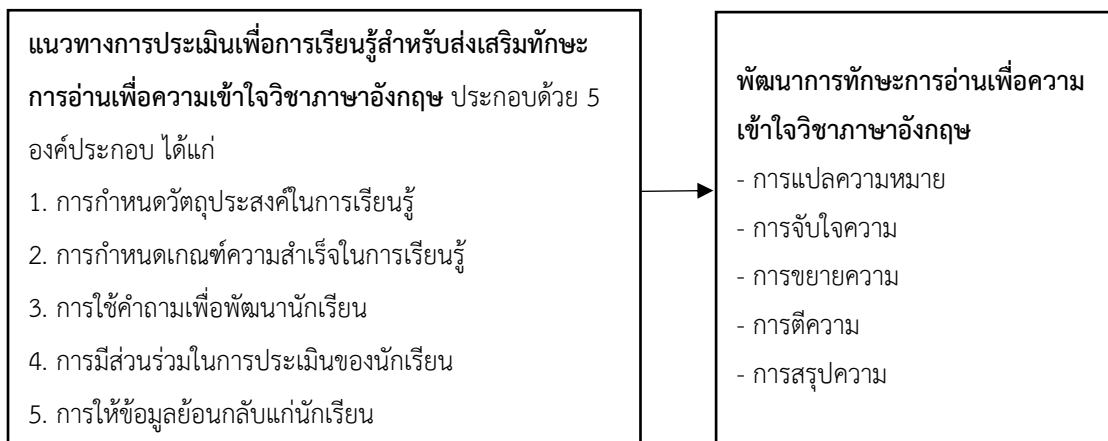 แนวทางการประเมินเพื่อการเรียนรู้สำหรับส่งเสริมทักษะ
การอ่านเพื่อความเข้าใจวิชาภาษาอังกฤษ ประกอบด้วย 5
องค์ประกอบ ได้แก่
1. การกำหนดวัตถุประสงค์ในการเรียนรู้
2. การกำหนดเกณฑ์ความสำเร็จในการเรียนรู้
3. การใช้คำถามเพื่อพัฒนานักเรียน
4. การมีส่วนร่วมในการประเมินของนักเรียน
5. การให้ข้อมูลย้อนกลับแก่นักเรียน
พัฒนาการทักษะการอ่านเพื่อความ
เข้าใจวิชาภาษาอังกฤษ
- การแปลความหมาย
- การจับใจความ
- การขยายความ
- การตีความ
- การสรุปความ